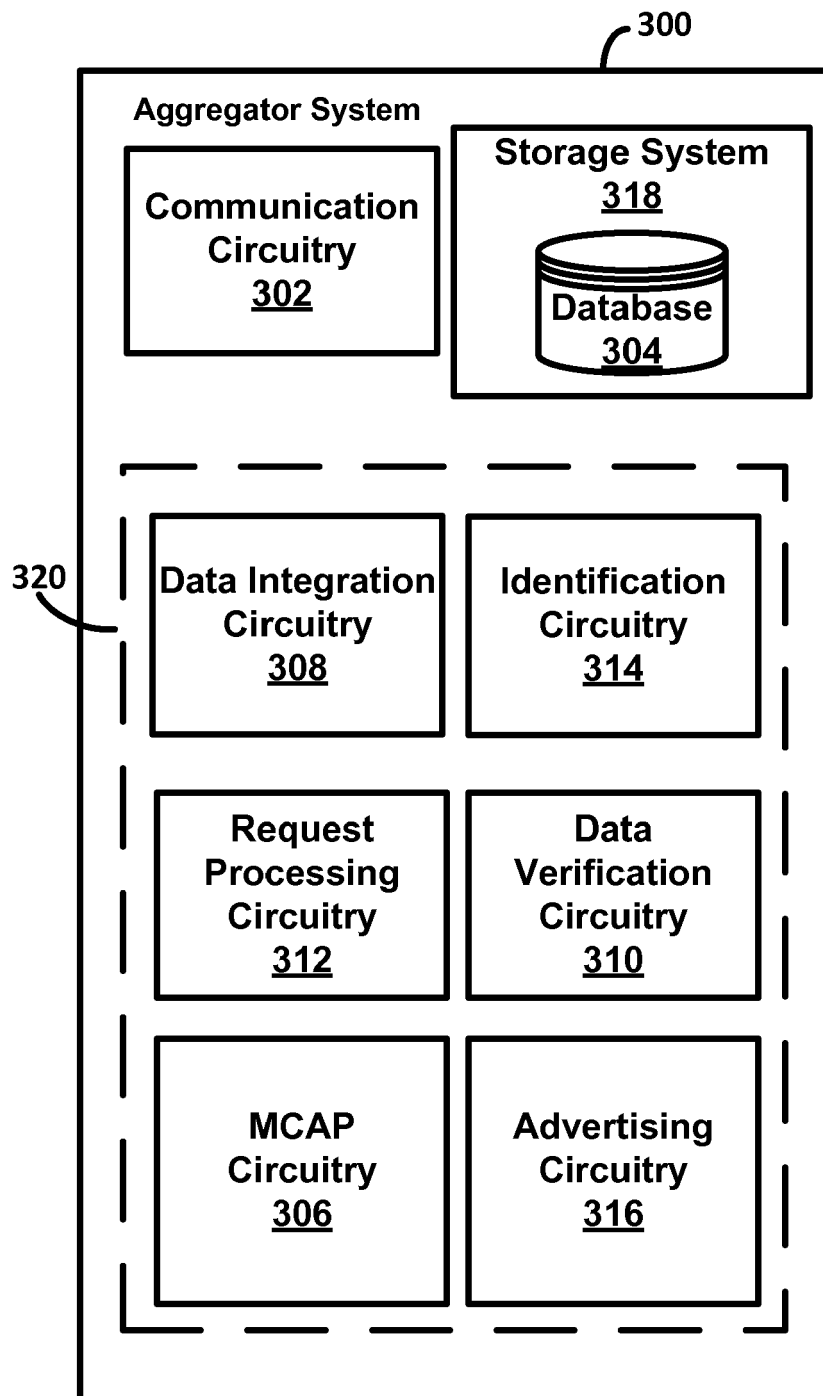 300
Aggregator System
Communication
Circuitry
302
Storage System
318
Database
304
320
Data Integration
Circuitry
308
Identification
Circuitry
314
Request
Processing
Circuitry
312
Data
Verification
Circuitry
310
MCAP
Circuitry
306
Advertising
Circuitry
316